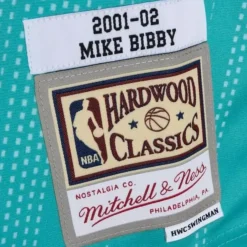 2001-02
MIKE BIBBY
HARDWOOD
CLASSICS
NBA
NOSTALGIA CO.
Mitchell & Ness
PHILADELPHIA, PA.
HWC SWINGMAN